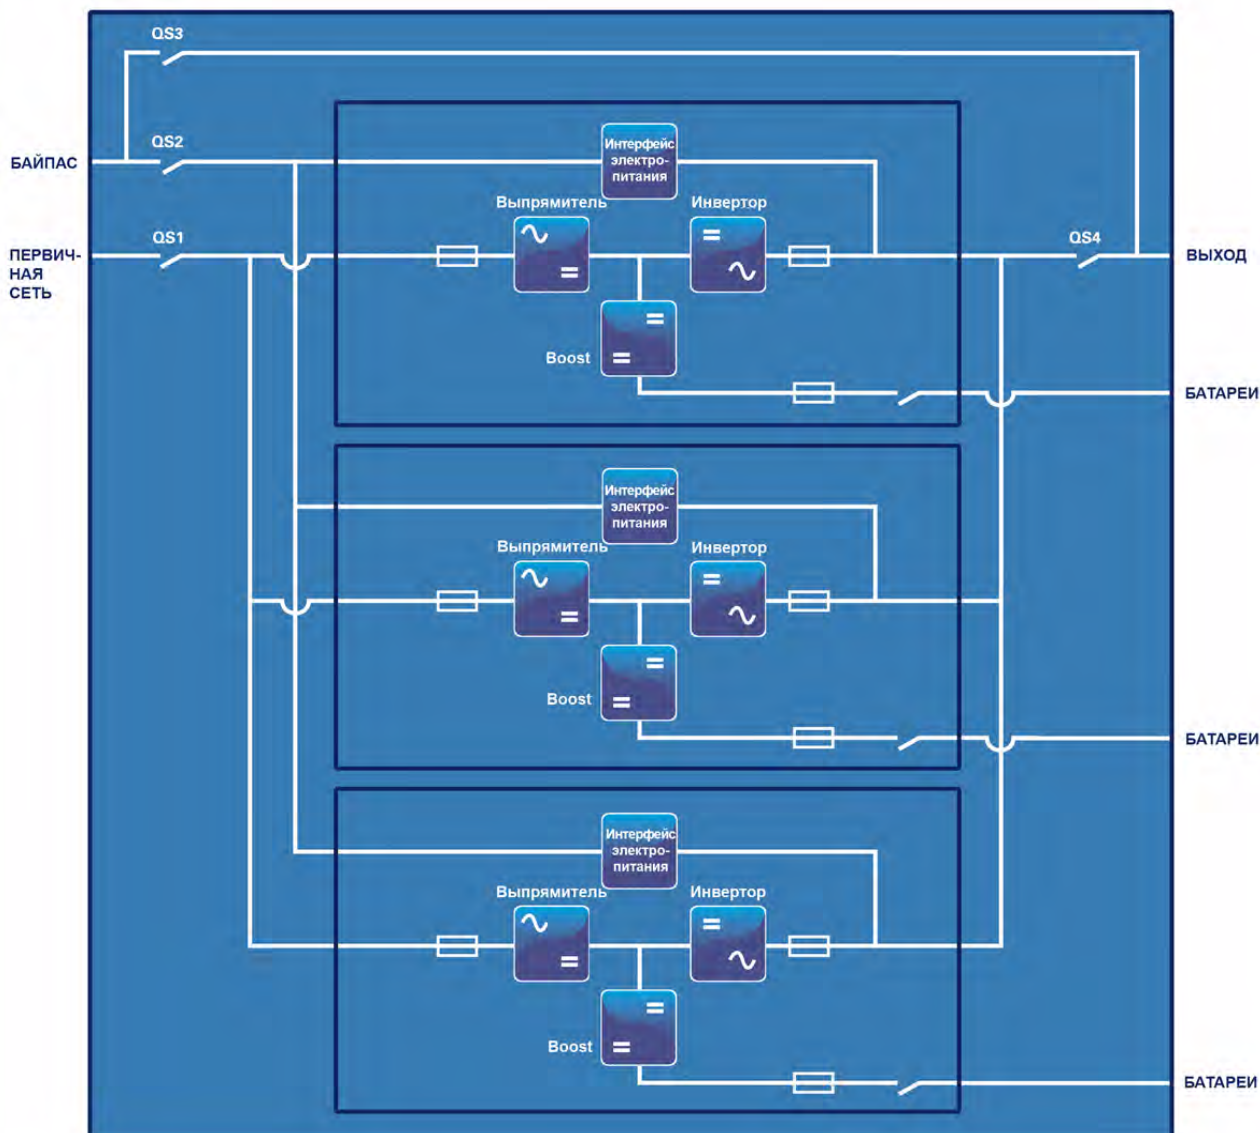 QS3
QS2
БАЙПАС
Интерфейс
электро-
питания
Выпрямитель
Инвертор
QS1
QS4
ПЕРВИЧ-
НАЯ
СЕТЬ
ВЫХОД
Boost
БАТАРЕИ
Интерфейс
электро-
питания
Выпрямитель
Инвертор
Boost
БАТАРЕИ
Интерфейс
электро-
питания
Выпрямитель
Инвертор
Boost
БАТАРЕИ